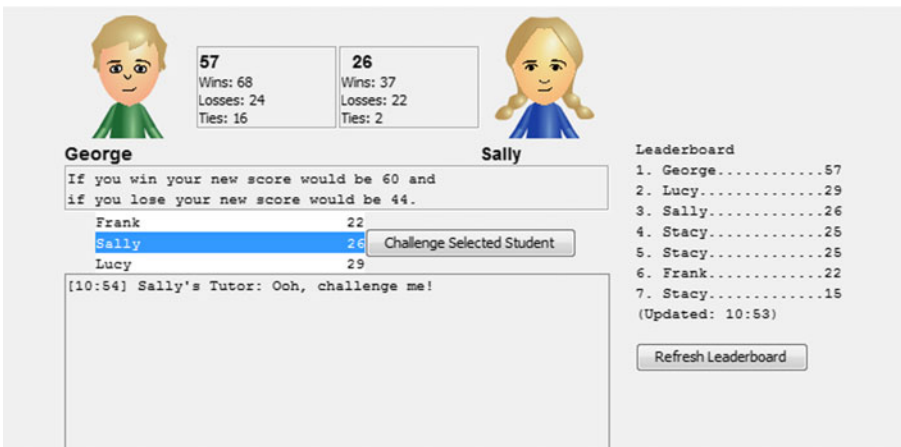 57
Wins: 68
Losses: 24
Ties: 16
26
Wins: 37
Losses: 22
Ties: 2
George
Sally
If you win your new score would be 60 and
if you lose your new score would be 44.
Frank 22
Sally 26
Lucy 29
Challenge Selected Student
[10:54] Sally's Tutor: Ooh, challenge me!
Leaderboard
1. George............57
2. Lucy..............29
3. Sally.............26
4. Stacy.............25
5. Stacy.............25
6. Frank.............22
7. Stacy.............15
(Updated: 10:53)
Refresh Leaderboard